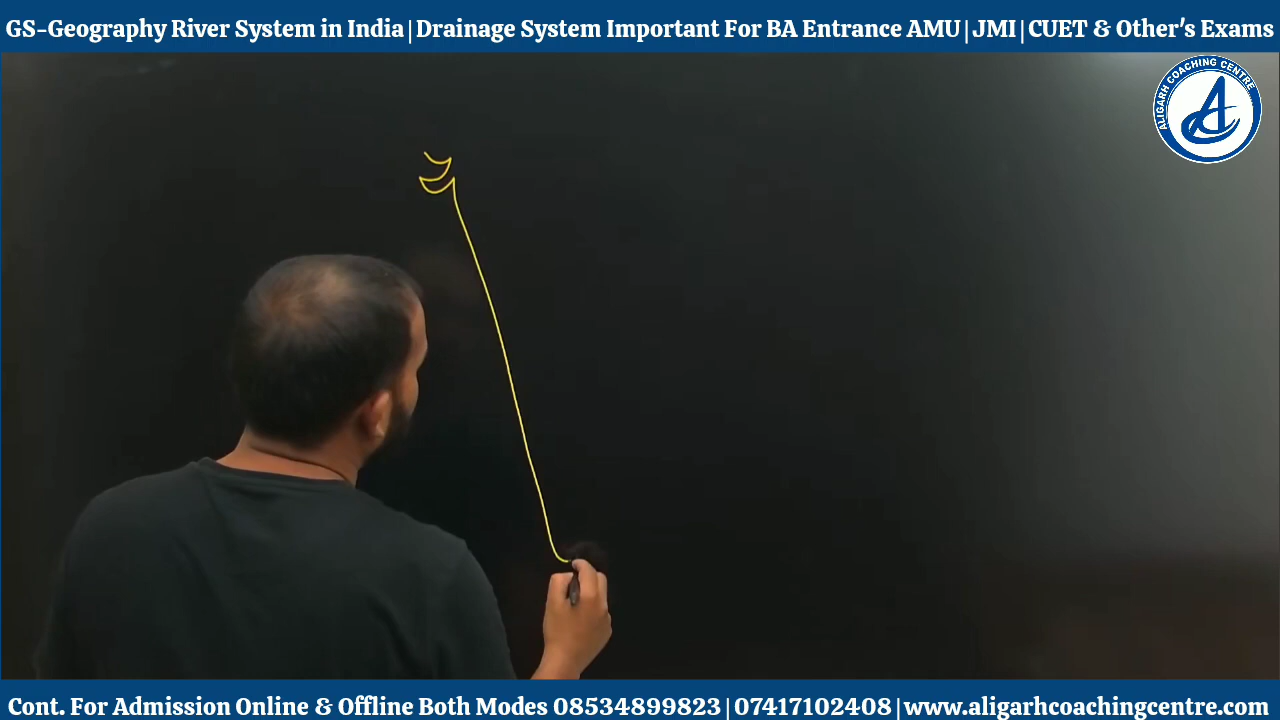 GS-Geography River System in India|Drainage System Important For BA Entrance AMU|JMI|CUET & Other's Exams
ALIGARH COACHING CENTRE
A
Cont. For Admission Online & Offline Both Modes 08534899823|07417102408|www.aligarhcoachingcentre.com